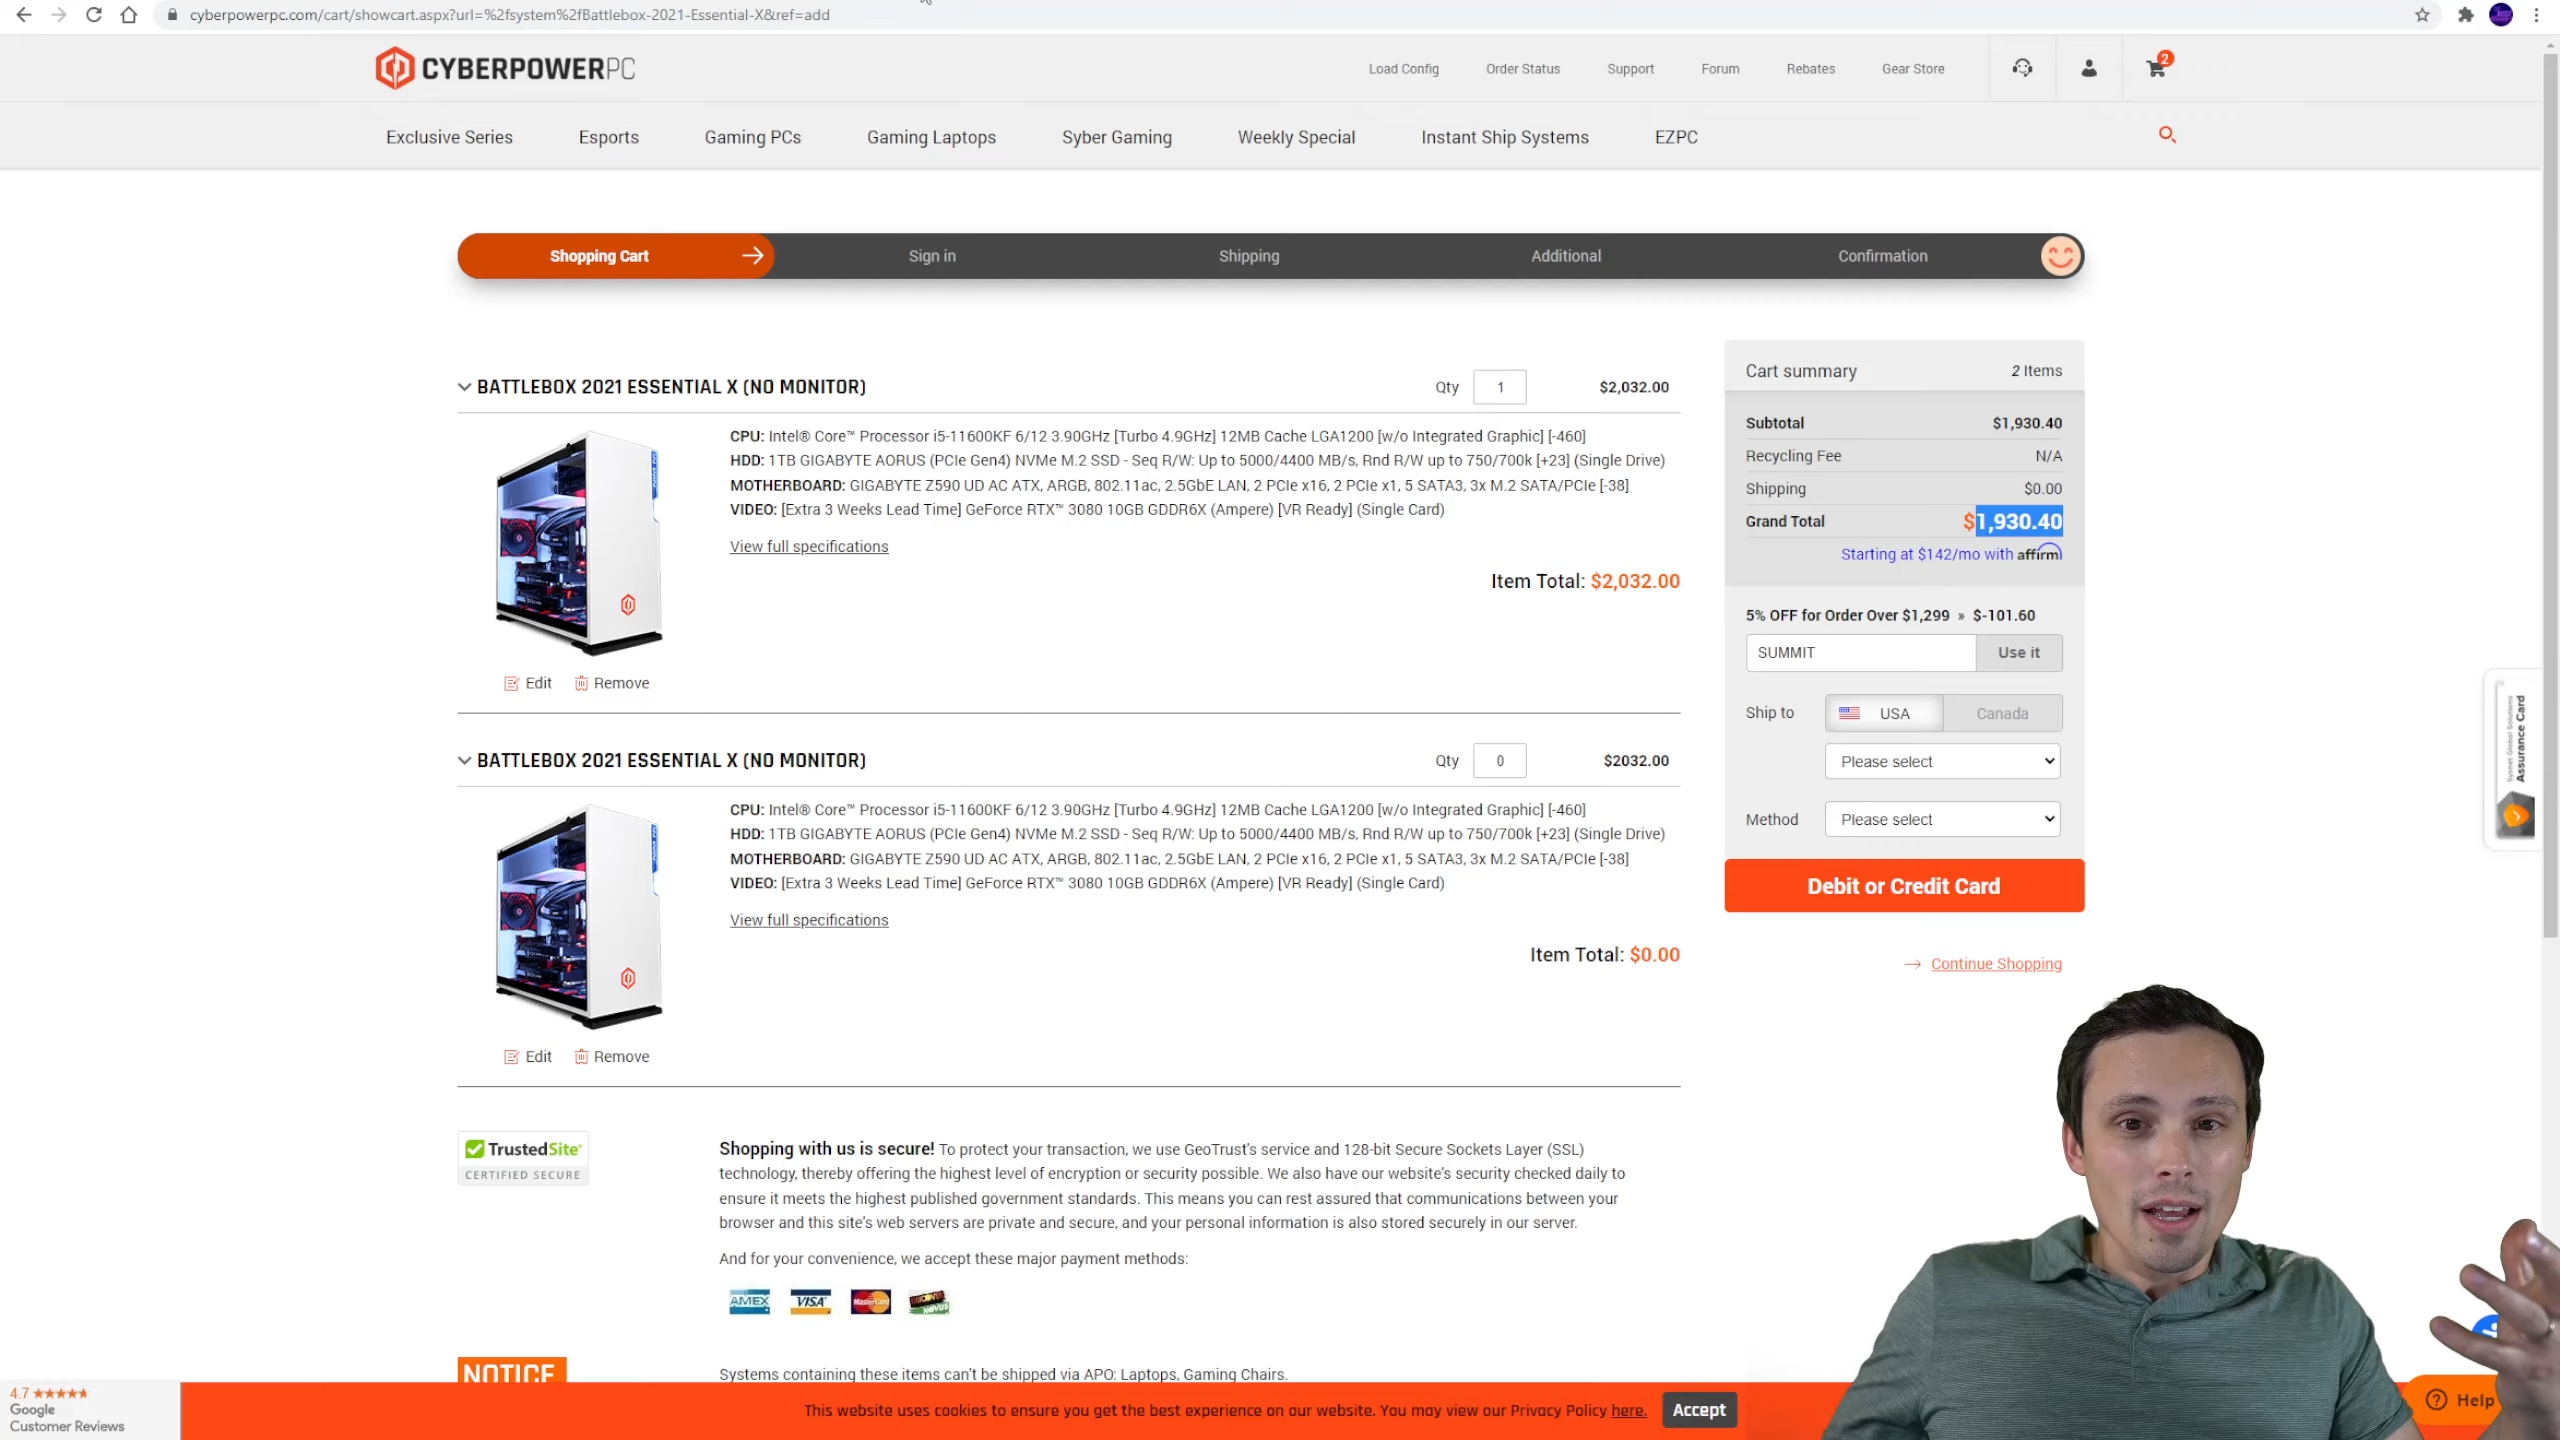 cyberpowerpc.com/cart/showcart.aspx?url=%2fsystem%2fBattlebox-2021-Essential-X&ref=add
CYBERPOWERPC
Load Config
Order Status
Support
Forum
Rebates
Gear Store
2
Exclusive Series
Esports
Gaming PCs
Gaming Laptops
Syber Gaming
Weekly Special
Instant Ship Systems
EZPC
Shopping Cart
Sign in
Shipping
Additional
Confirmation
BATTLEBOX 2021 ESSENTIAL X (NO MONITOR)
Qty 1 $2,032.00
CPU: Intel® Core™ Processor i5-11600KF 6/12 3.90GHz [Turbo 4.9GHz] 12MB Cache LGA1200 [w/o Integrated Graphic] [-460]
HDD: 1TB GIGABYTE AORUS (PCIe Gen4) NVMe M.2 SSD - Seq R/W: Up to 5000/4400 MB/s, Rnd R/W up to 750/700k [+23] (Single Drive)
MOTHERBOARD: GIGABYTE Z590 UD AC ATX, ARGB, 802.11ac, 2.5GbE LAN, 2 PCIe x16, 2 PCIe x1, 5 SATA3, 3x M.2 SATA/PCIe [-38]
VIDEO: [Extra 3 Weeks Lead Time] GeForce RTX™ 3080 10GB GDDR6X (Ampere) [VR Ready] (Single Card)
View full specifications
Item Total: $2,032.00
Edit Remove
BATTLEBOX 2021 ESSENTIAL X (NO MONITOR)
Qty 0 $2032.00
CPU: Intel® Core™ Processor i5-11600KF 6/12 3.90GHz [Turbo 4.9GHz] 12MB Cache LGA1200 [w/o Integrated Graphic] [-460]
HDD: 1TB GIGABYTE AORUS (PCIe Gen4) NVMe M.2 SSD - Seq R/W: Up to 5000/4400 MB/s, Rnd R/W up to 750/700k [+23] (Single Drive)
MOTHERBOARD: GIGABYTE Z590 UD AC ATX, ARGB, 802.11ac, 2.5GbE LAN, 2 PCIe x16, 2 PCIe x1, 5 SATA3, 3x M.2 SATA/PCIe [-38]
VIDEO: [Extra 3 Weeks Lead Time] GeForce RTX™ 3080 10GB GDDR6X (Ampere) [VR Ready] (Single Card)
View full specifications
Item Total: $0.00
Edit Remove
Cart summary 2 Items
Subtotal $1,930.40
Recycling Fee N/A
Shipping $0.00
Grand Total $1,930.40
Starting at $142/mo with affirm
5% OFF for Order Over $1,299 » $-101.60
SUMMIT Use it
Ship to USA Canada
Please select
Method Please select
Debit or Credit Card
Continue Shopping
Sysnet Global Solutions
Assurance Card
TrustedSite
CERTIFIED SECURE
Shopping with us is secure! To protect your transaction, we use GeoTrust's service and 128-bit Secure Sockets Layer (SSL)
technology, thereby offering the highest level of encryption or security possible. We also have our website's security checked daily to
ensure it meets the highest published government standards. This means you can rest assured that communications between your
browser and this site's web servers are private and secure, and your personal information is also stored securely in our server.
And for your convenience, we accept these major payment methods:
AMEX VISA MasterCard DISCOVER NOVUS
NOTICE
Systems containing these items can't be shipped via APO: Laptops, Gaming Chairs.
4.7
Google
Customer Reviews
This website uses cookies to ensure you get the best experience on our website. You may view our Privacy Policy here.
Accept
Help